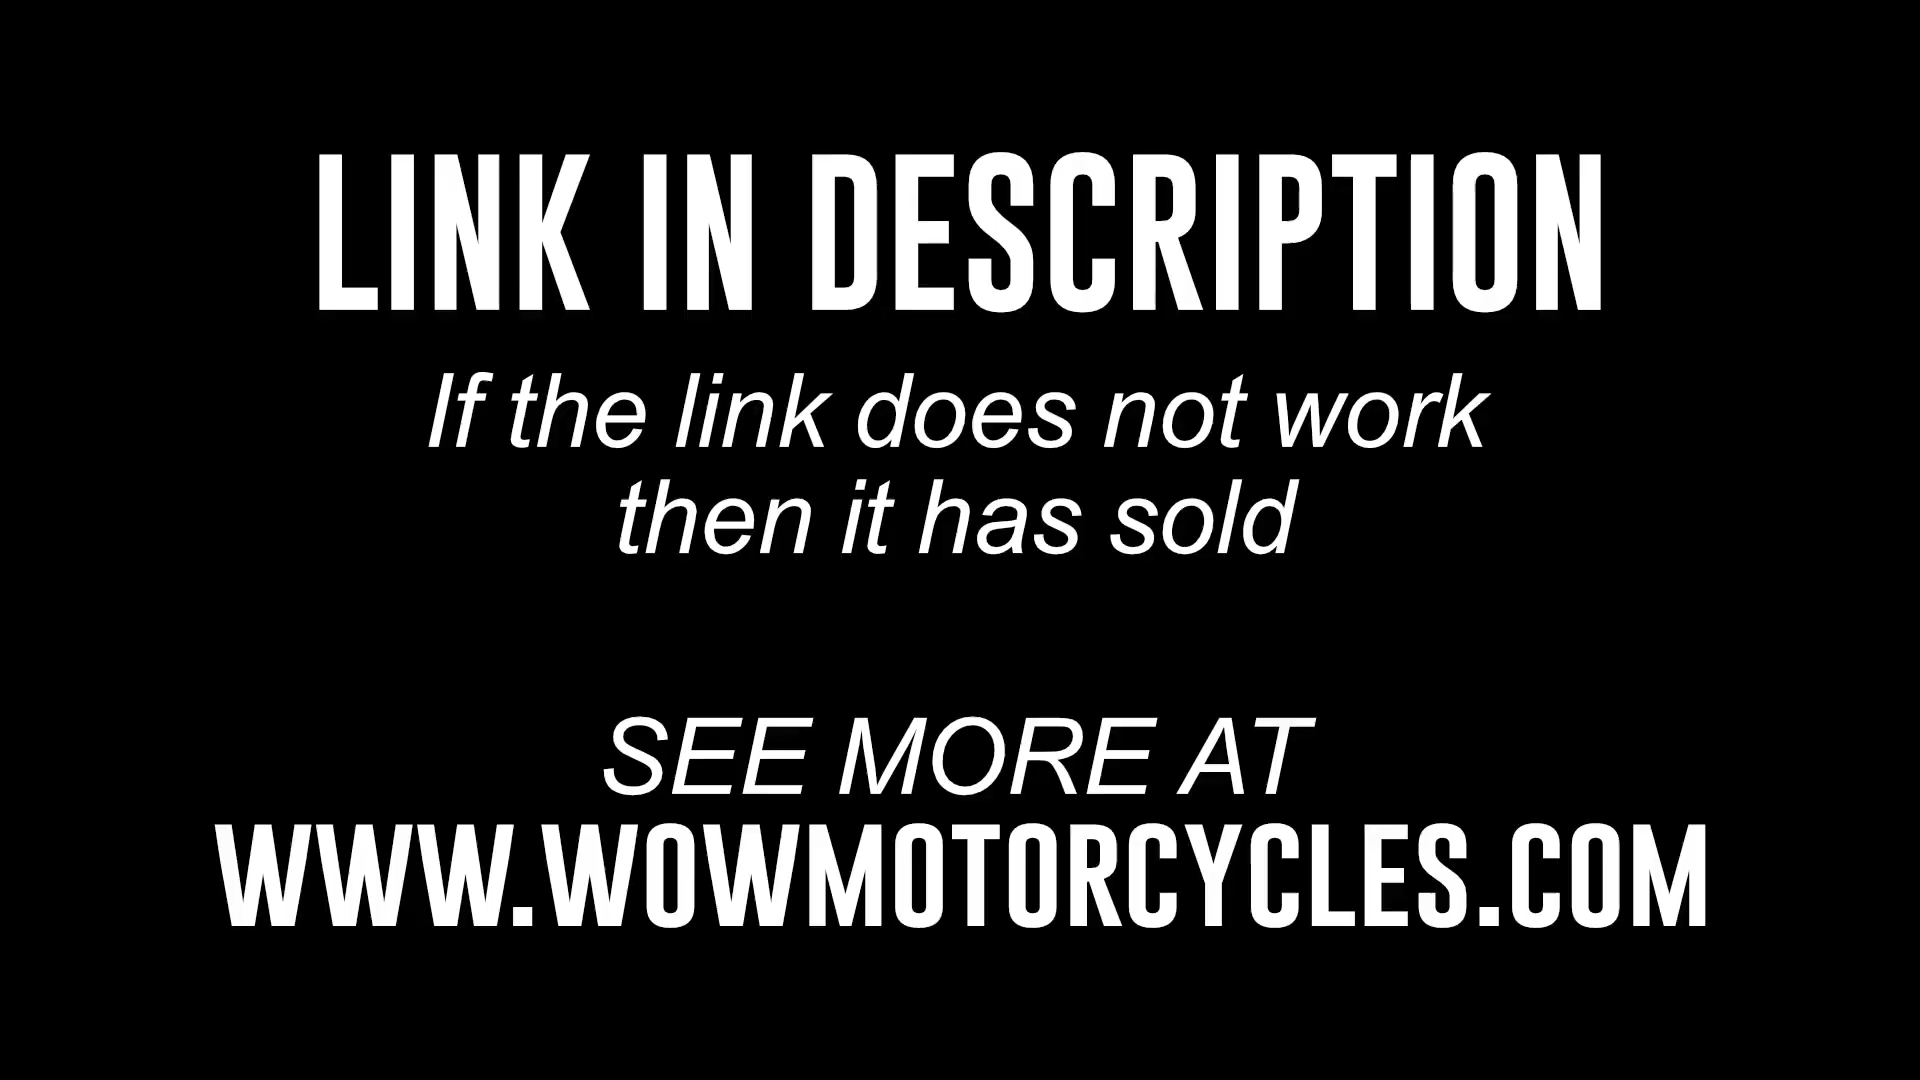 LINK IN DESCRIPTION
If the link does not work
then it has sold
SEE MORE AT
WWW.WOWMOTORCYCLES.COM